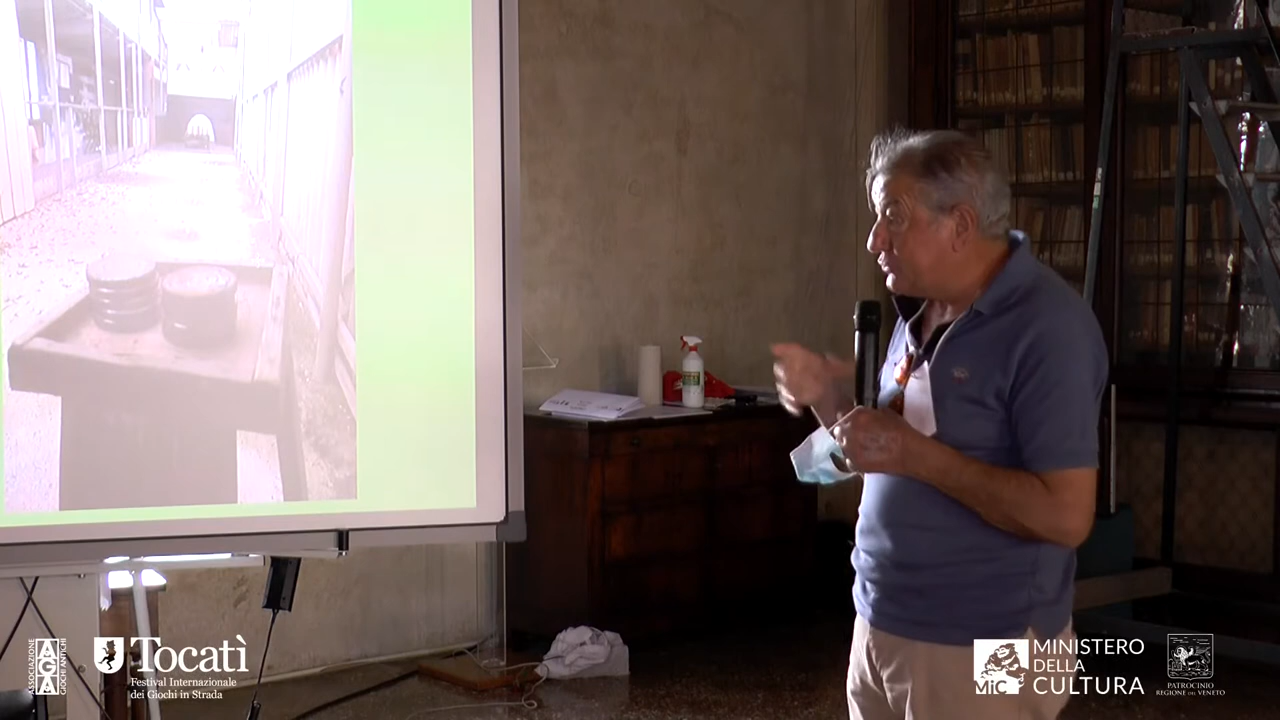 ASSOCIAZIONE
AGA
GIOCHI ANTICHI
Tocatì
Festival Internazionale
dei Giochi in Strada
MiC
MINISTERO
DELLA
CULTURA
PATROCINIO
REGIONE DEL VENETO